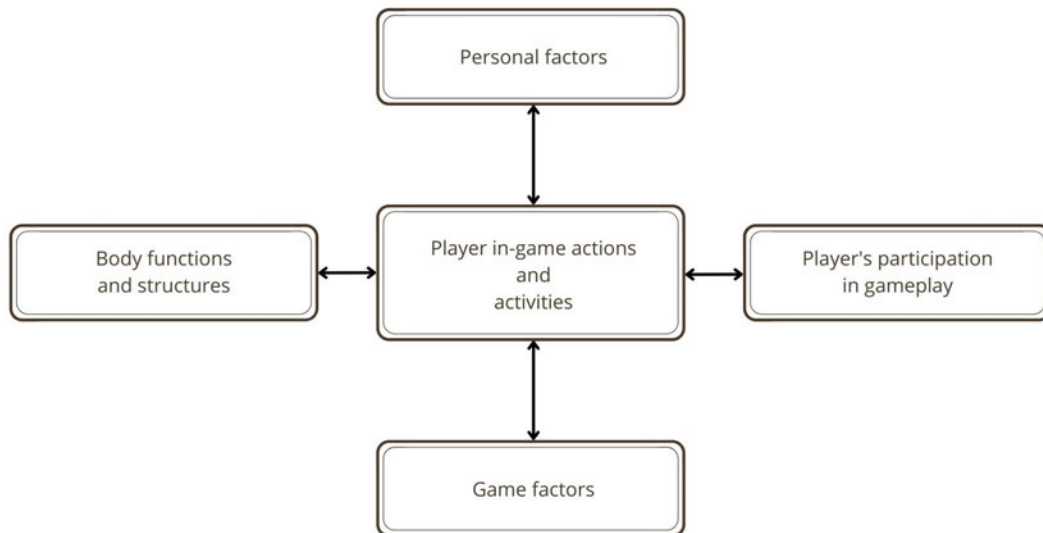 Personal factors
Body functions
and structures
Player in-game actions
and
activities
Player's participation
in gameplay
Game factors